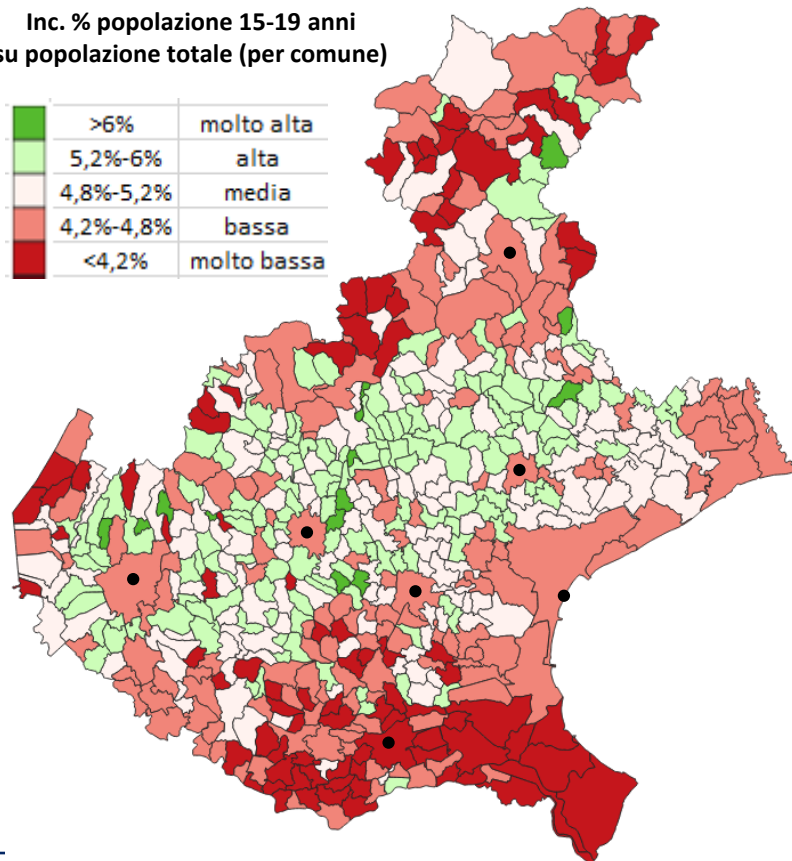 Inc. % popolazione 15-19 anni
su popolazione totale (per comune)
>6% molto alta
5,2%-6% alta
4,8%-5,2% media
4,2%-4,8% bassa
<4,2% molto bassa